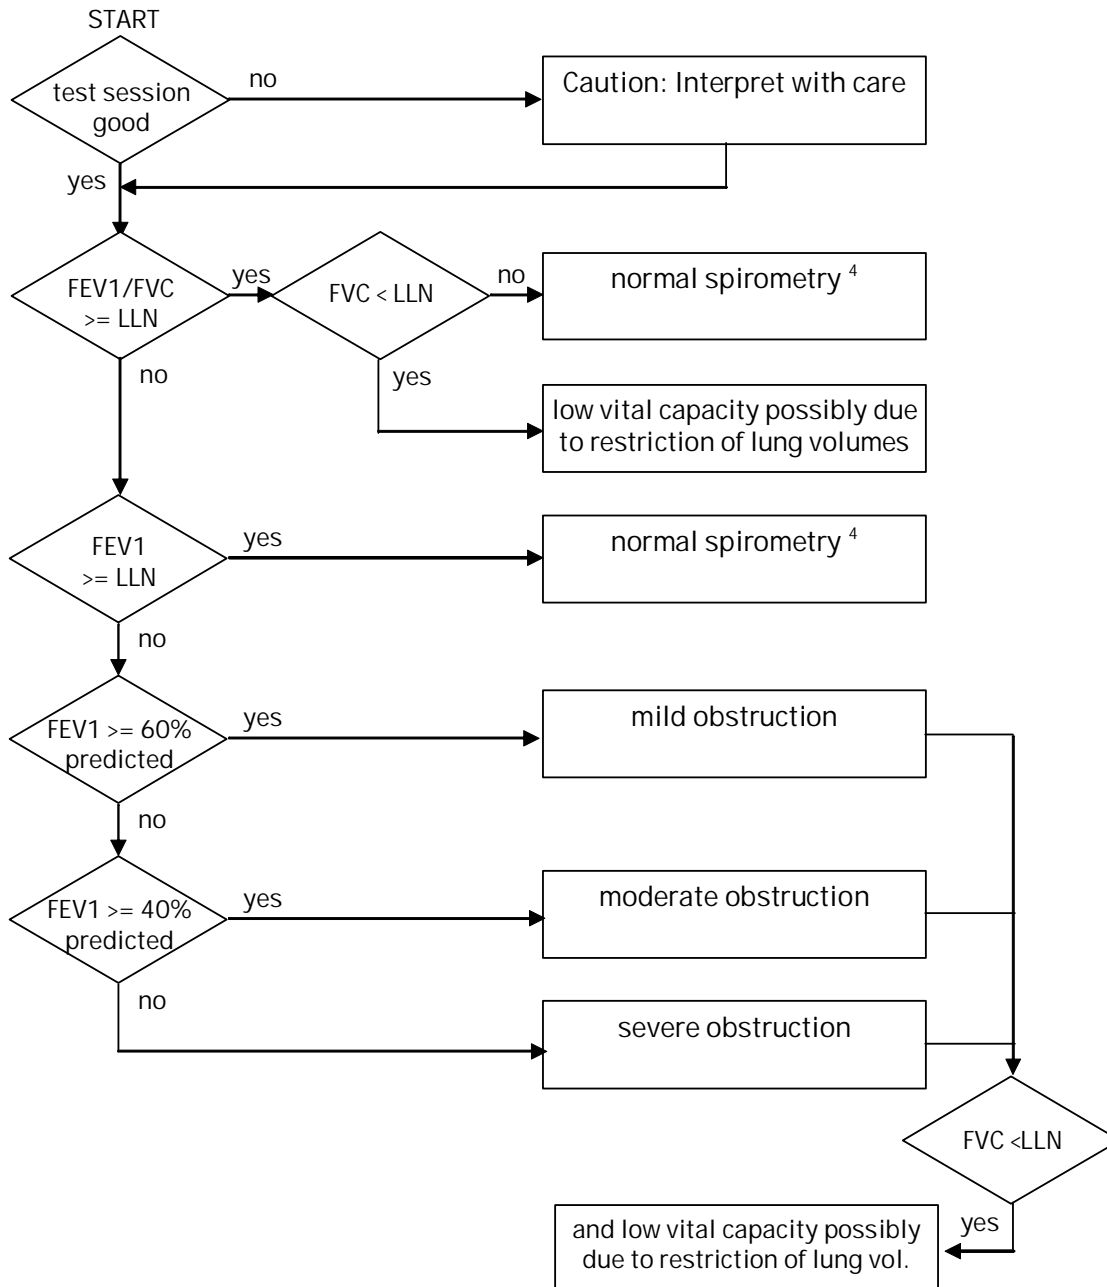 START
test session
good
no
Caution: Interpret with care
yes
FEV1/FVC
>= LLN
yes
FVC < LLN
no
normal spirometry 4
no
yes
low vital capacity possibly due
to restriction of lung volumes
FEV1
>= LLN
yes
normal spirometry 4
no
FEV1 >= 60%
predicted
yes
mild obstruction
no
FEV1 >= 40%
predicted
yes
moderate obstruction
no
severe obstruction
FVC <LLN
yes
and low vital capacity possibly
due to restriction of lung vol.